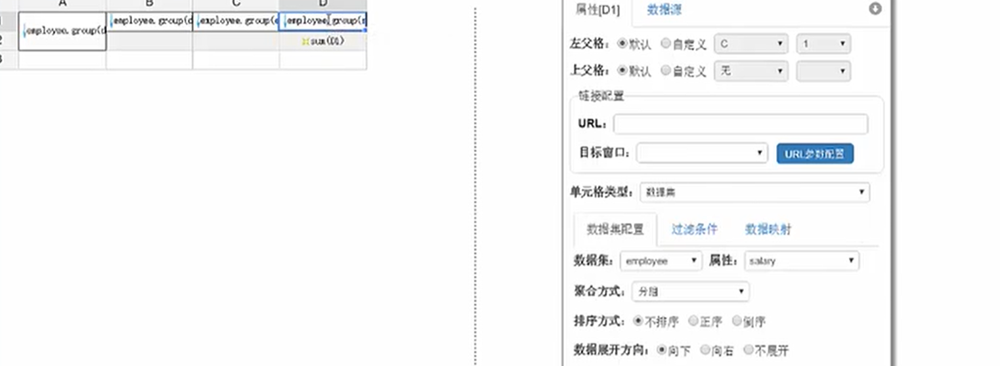 A B C D
employee.group(d employee.group(d employee.group(e employee.group(s
2 sum(D1)
3
属性[D1] 数据源
左父格： 默认 自定义 C 1
上父格： 默认 自定义 无
链接配置
URL：
目标窗口： URL参数配置
单元格类型： 数据集
数据集配置 过滤条件 数据映射
数据集： employee 属性： salary
聚合方式： 分组
排序方式： 不排序 正序 倒序
数据展开方向： 向下 向右 不展开